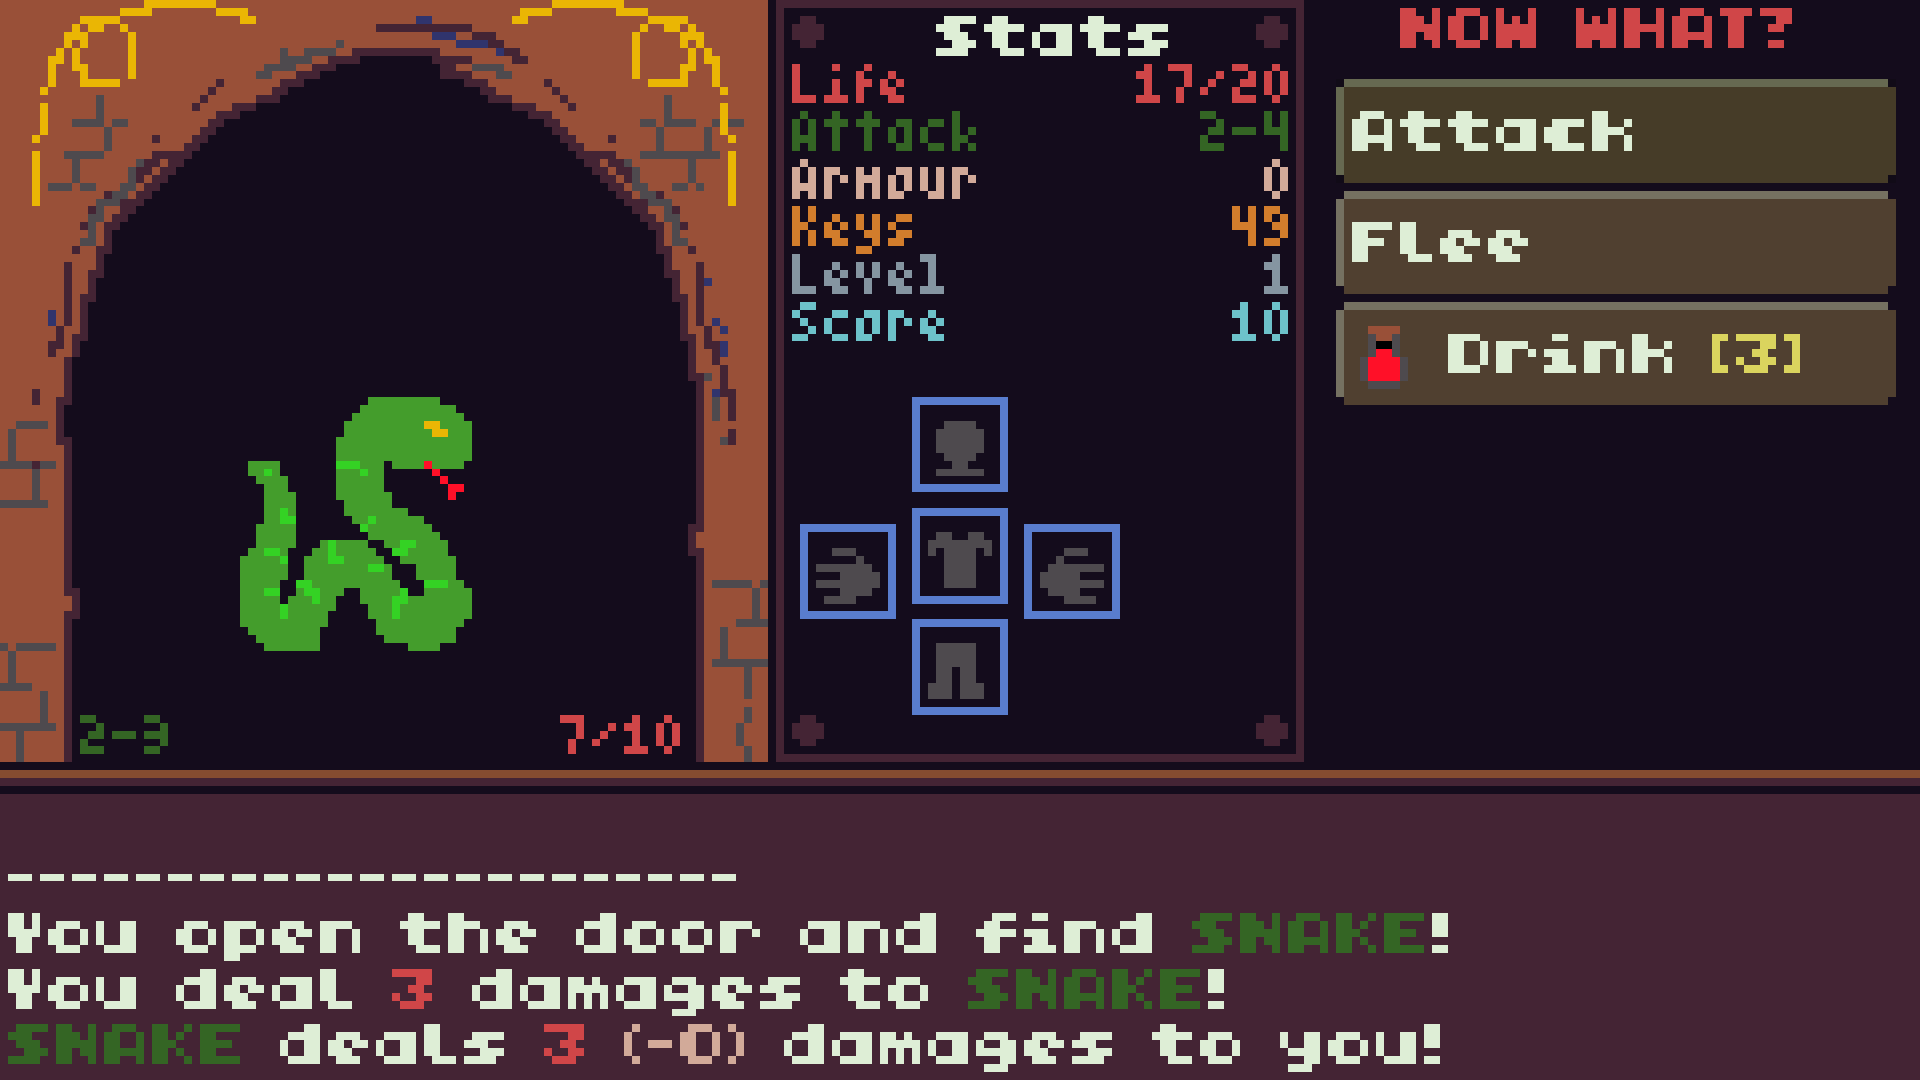 Stats
Life 17/20
Attack 2-4
Armour 0
Keys 49
Level 1
Score 10
NOW WHAT?
Attack
Flee
Drink [3]
2-3 7/10
-----------------------
You open the door and find SNAKE!
You deal 3 damages to SNAKE!
SNAKE deals 3 (-0) damages to you!